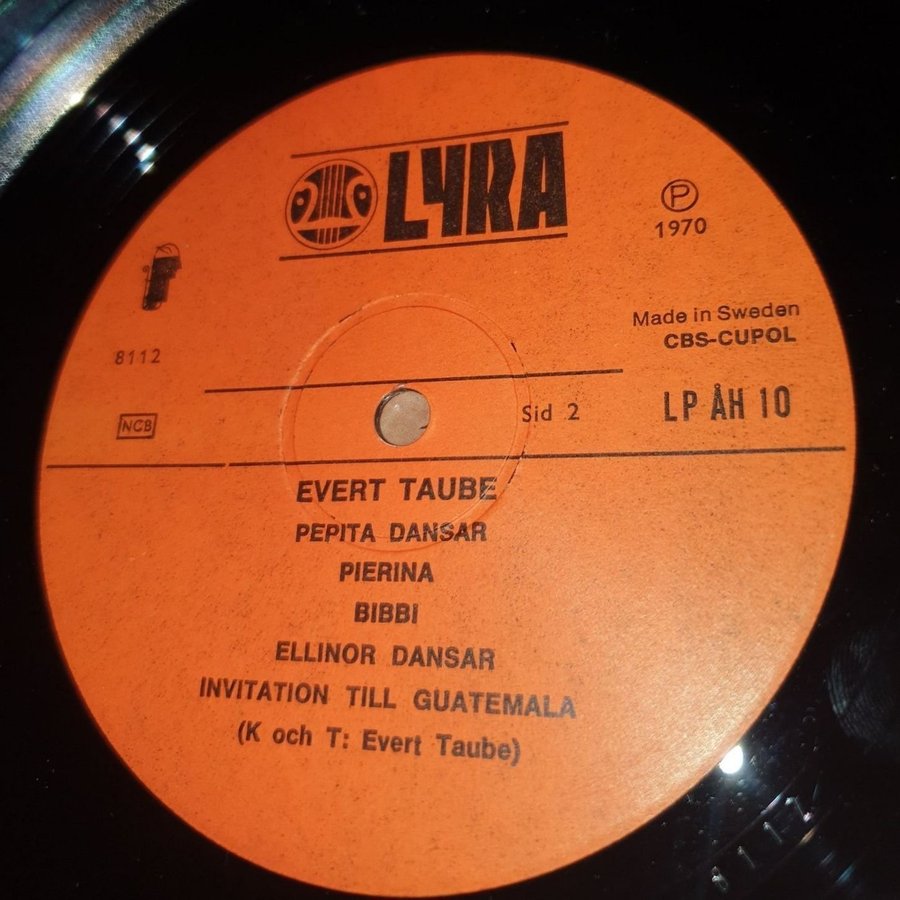 LYRA
℗
1970
Made in Sweden
CBS-CUPOL
8112
NCB
Sid 2
LP ÅH 10
EVERT TAUBE
PEPITA DANSAR
PIERINA
BIBBI
ELLINOR DANSAR
INVITATION TILL GUATEMALA
(K och T: Evert Taube)
8112